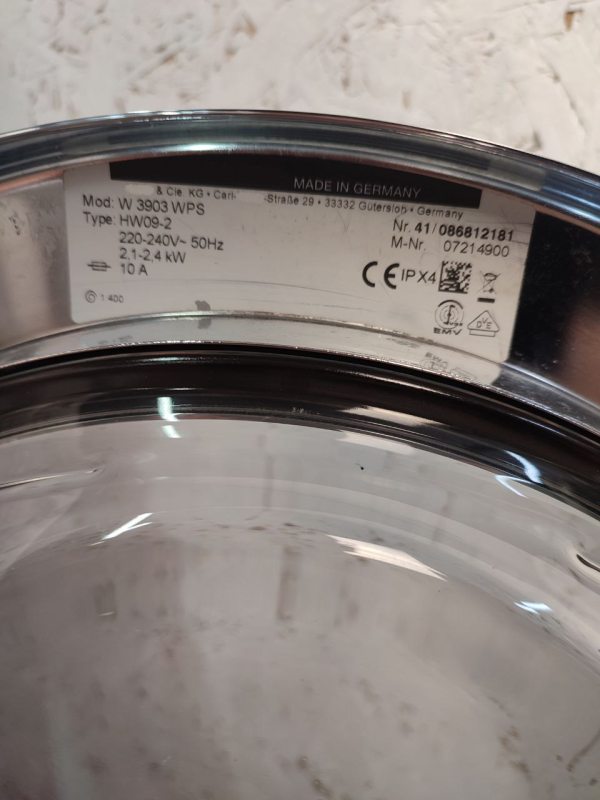 MADE IN GERMANY
& Cie. KG • Carl- -Straße 29 • 33332 Gütersloh • Germany
Mod: W 3903 WPS
Type: HW09-2
220-240V~ 50Hz
2,1-2,4 kW
10 A
Nr. 41/086812181
M-Nr. 07214900
CE IPX4
1400
EMV